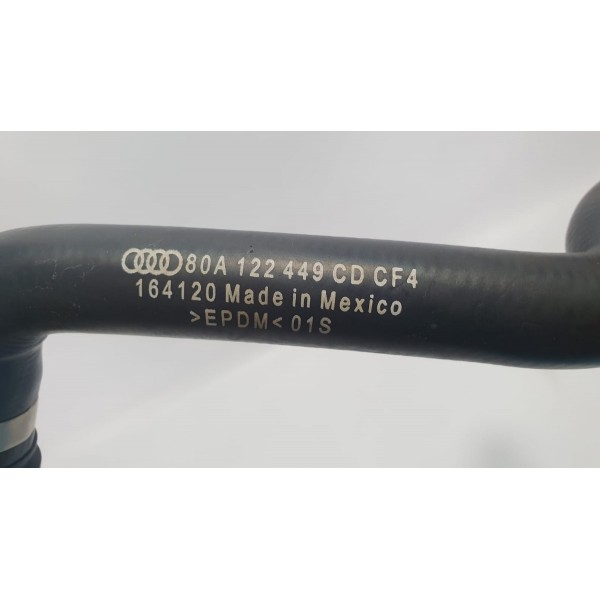 80A 122 449 CD CF4
164120 Made in Mexico
>EPDM< 01S